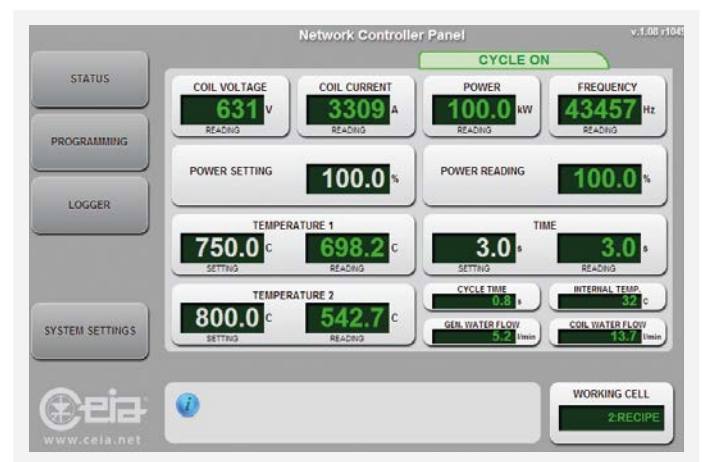 Network Controller Panel
v.1.08 r1045
CYCLE ON
STATUS
PROGRAMMING
LOGGER
SYSTEM SETTINGS
COIL VOLTAGE
631 V
READING
COIL CURRENT
3309 A
READING
POWER
100.0 kW
READING
FREQUENCY
43457 Hz
READING
POWER SETTING
100.0 %
POWER READING
100.0 %
TEMPERATURE 1
750.0 C 698.2 C
SETTING READING
TIME
3.0 s 3.0 s
SETTING READING
TEMPERATURE 2
800.0 C 542.7 C
SETTING READING
CYCLE TIME
0.8 s
INTERNAL TEMP.
32 C
GEN. WATER FLOW
5.2 l/min
COIL WATER FLOW
13.7 l/min
Ceia
www.ceia.net
i
WORKING CELL
2:RECIPE